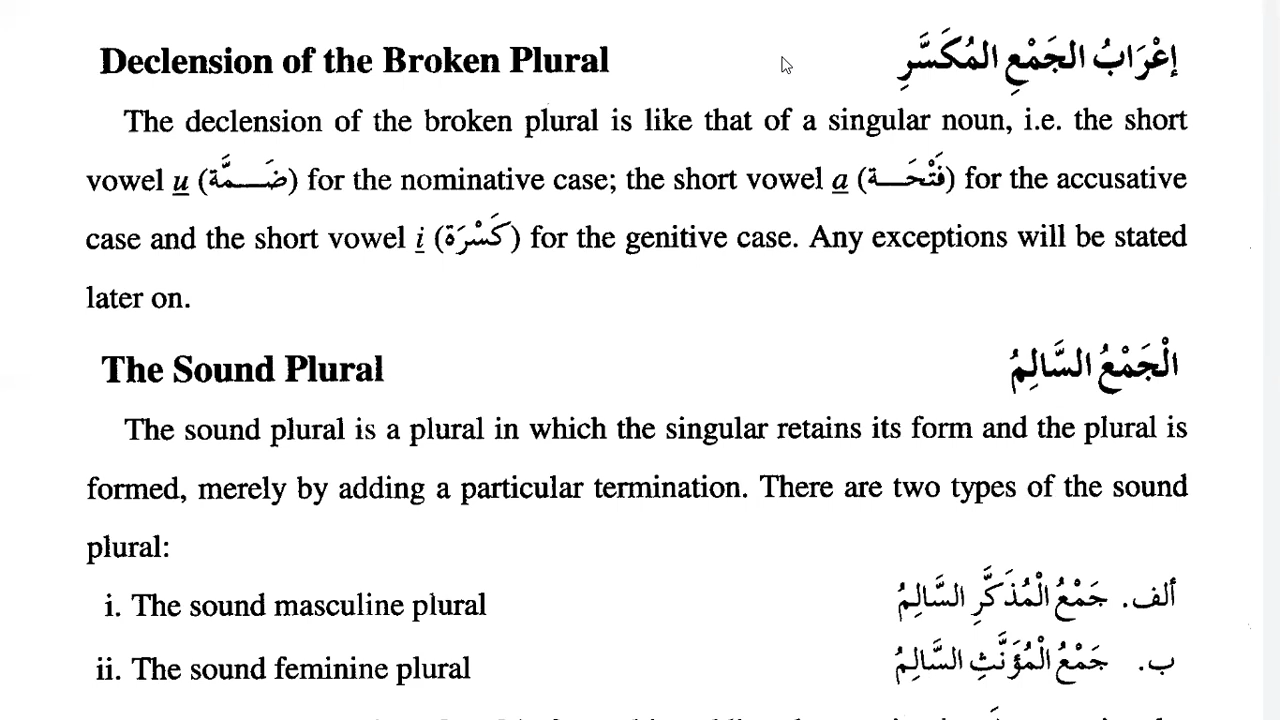 Declension of the Broken Plural إعْرَابُ الجَمْعِ المُكَسَّرِ
The declension of the broken plural is like that of a singular noun, i.e. the short
vowel u (ضَـــمَّة) for the nominative case; the short vowel a (فَتْحَـــة) for the accusative
case and the short vowel i (كَسْرَة) for the genitive case. Any exceptions will be stated
later on.
The Sound Plural الْجَمْعُ السَّالِمُ
The sound plural is a plural in which the singular retains its form and the plural is
formed, merely by adding a particular termination. There are two types of the sound
plural:
i. The sound masculine plural ألف. جَمْعُ الْمُذَكَّرِ السَّالِمُ
ii. The sound feminine plural ب. جَمْعُ الْمُؤَنَّثِ السَّالِمُ